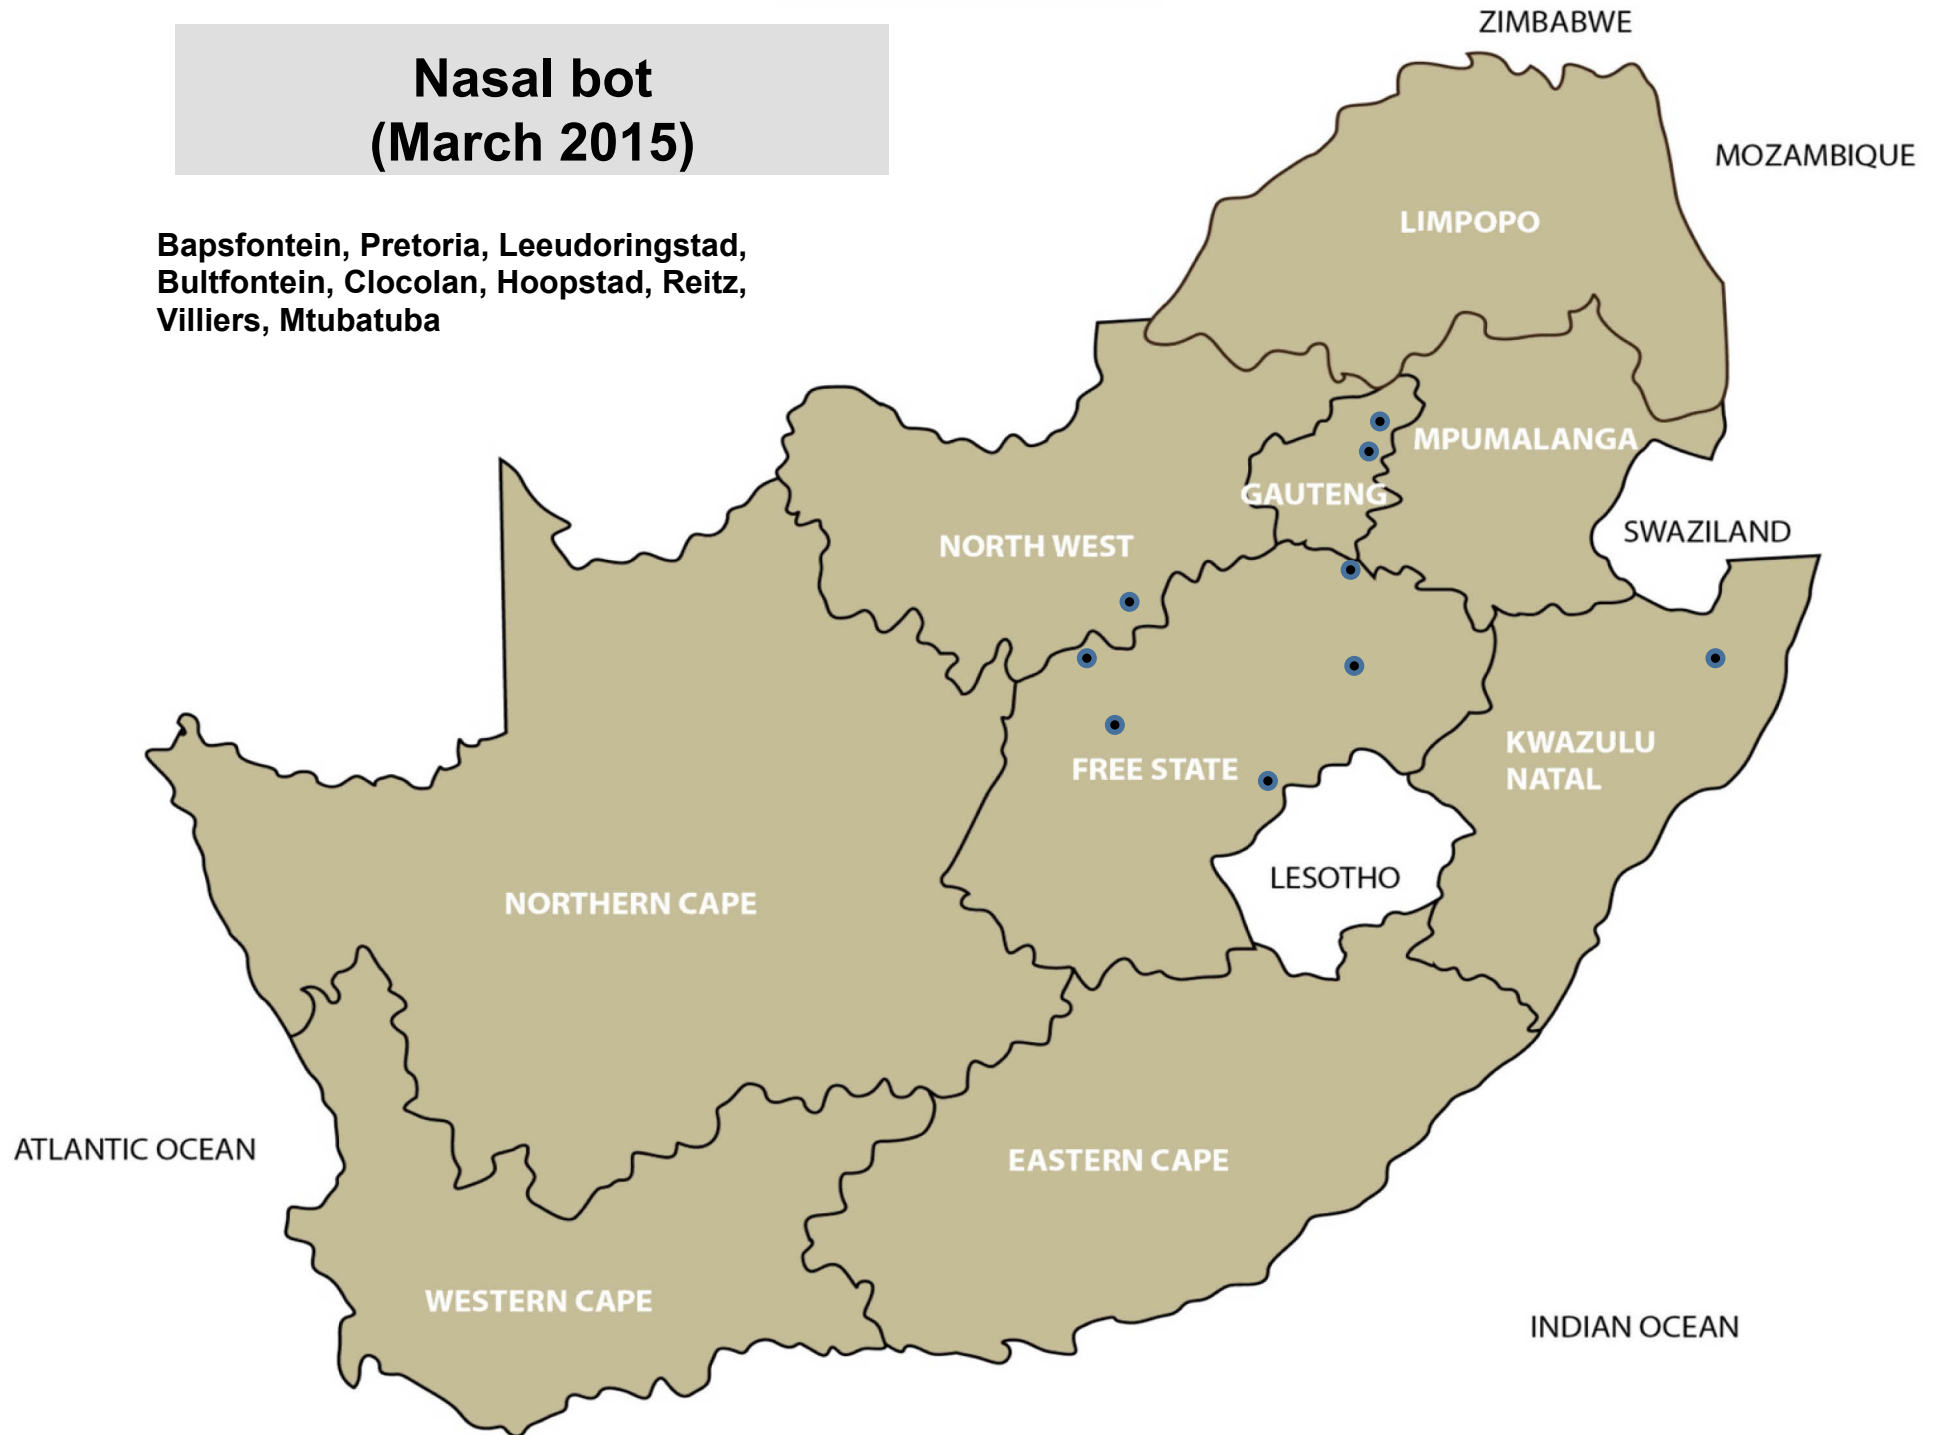 Nasal bot
(March 2015)
Bapsfontein, Pretoria, Leeudoringstad,
Bultfontein, Clocolan, Hoopstad, Reitz,
Villiers, Mtubatuba
ZIMBABWE
MOZAMBIQUE
LIMPOPO
MPUMALANGA
GAUTENG
SWAZILAND
NORTH WEST
KWAZULU
NATAL
FREE STATE
LESOTHO
NORTHERN CAPE
ATLANTIC OCEAN
EASTERN CAPE
WESTERN CAPE
INDIAN OCEAN